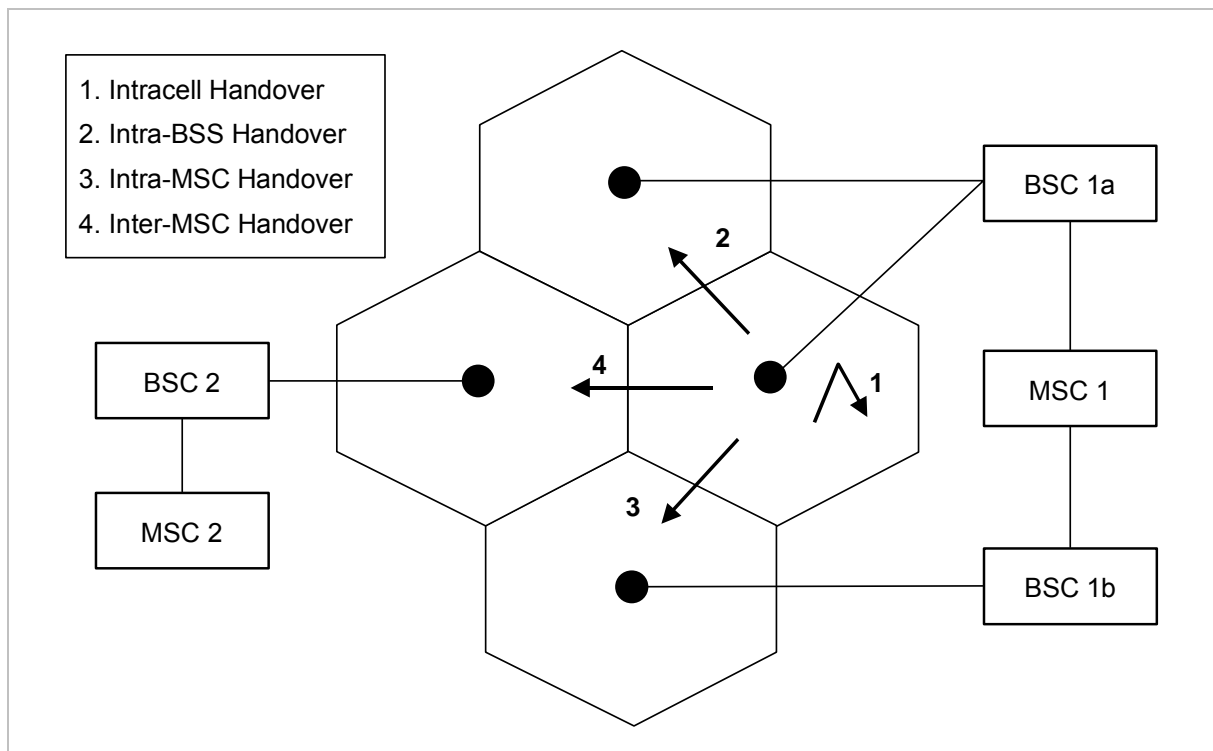 1. Intracell Handover
2. Intra-BSS Handover
3. Intra-MSC Handover
4. Inter-MSC Handover
BSC 1a
2
BSC 2
4
1
MSC 1
MSC 2
3
BSC 1b